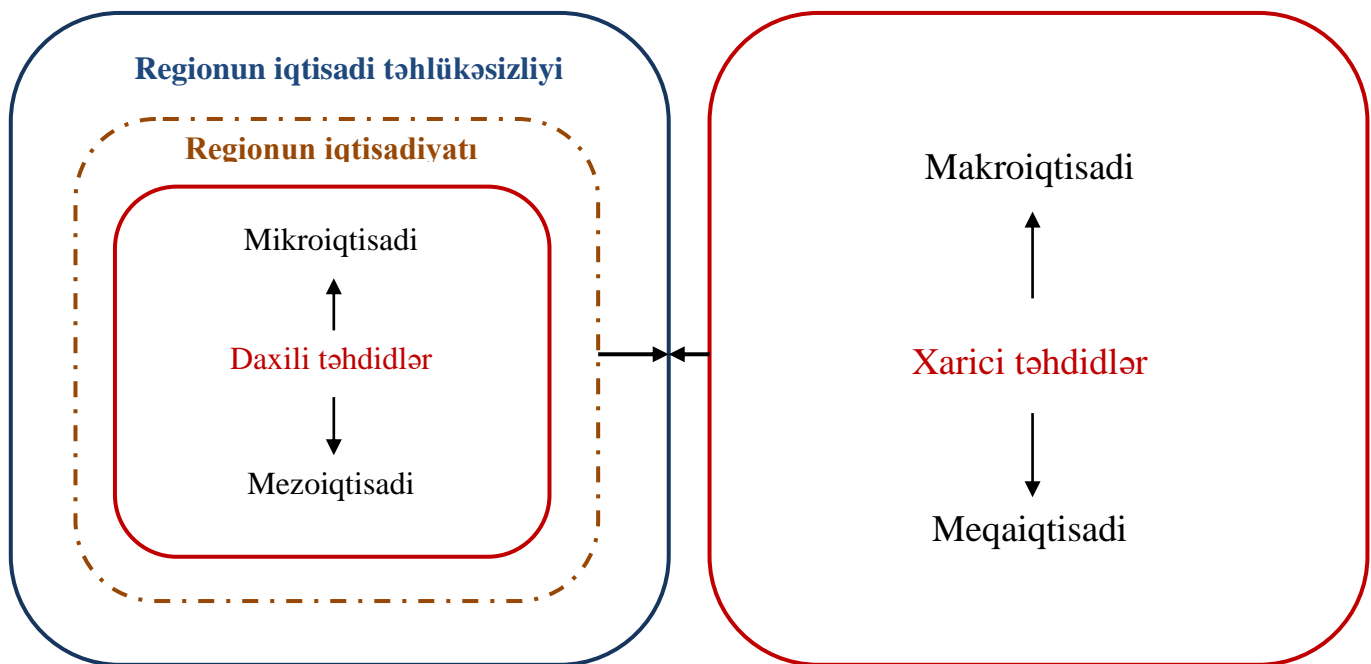 Regionun iqtisadi təhlükəsizliyi
Regionun iqtisadiyatı
Mikroiqtisadi
Daxili təhdidlər
Mezoiqtisadi
Makroiqtisadi
Xarici təhdidlər
Meqaiqtisadi